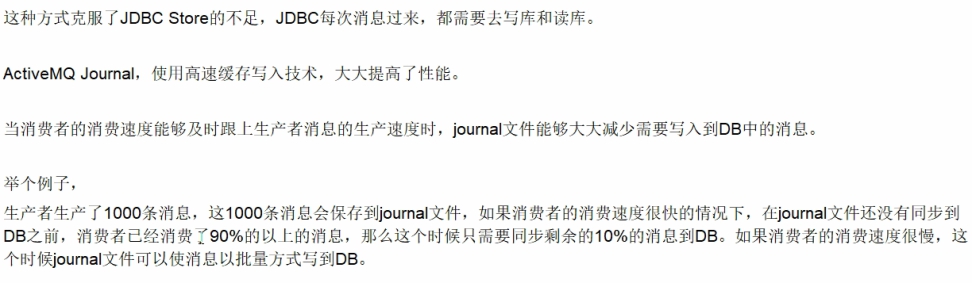 这种方式克服了JDBC Store的不足，JDBC每次消息过来，都需要去写库和读库。
ActiveMQ Journal，使用高速缓存写入技术，大大提高了性能。
当消费者的消费速度能够及时跟上生产者消息的生产速度时，journal文件能够大大减少需要写入到DB中的消息。
举个例子，
生产者生产了1000条消息，这1000条消息会保存到journal文件，如果消费者的消费速度很快的情况下，在journal文件还没有同步到
DB之前，消费者已经消费了90%的以上的消息，那么这个时候只需要同步剩余的10%的消息到DB。如果消费者的消费速度很慢，这
个时候journal文件可以使消息以批量方式写到DB。